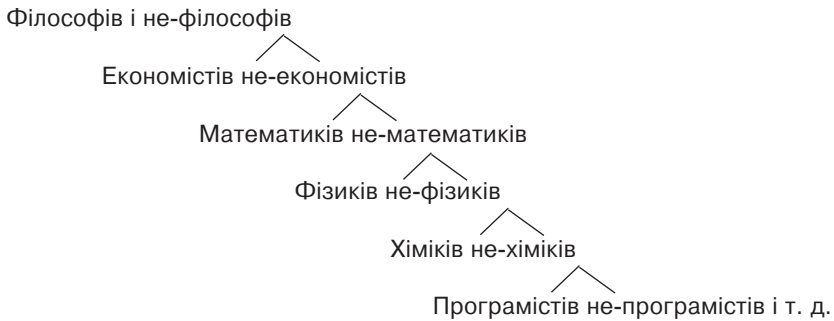 Філософів і не-філософів
Економістів не-економістів
Математиків не-математиків
Фізиків не-фізиків
Хіміків не-хіміків
Програмістів не-програмістів і т. д.